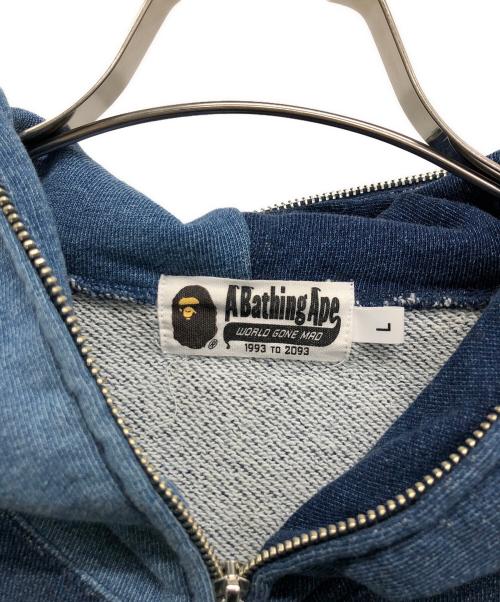 A Bathing Ape
WORLD GONE MAD
1993 TO 2093
®
L